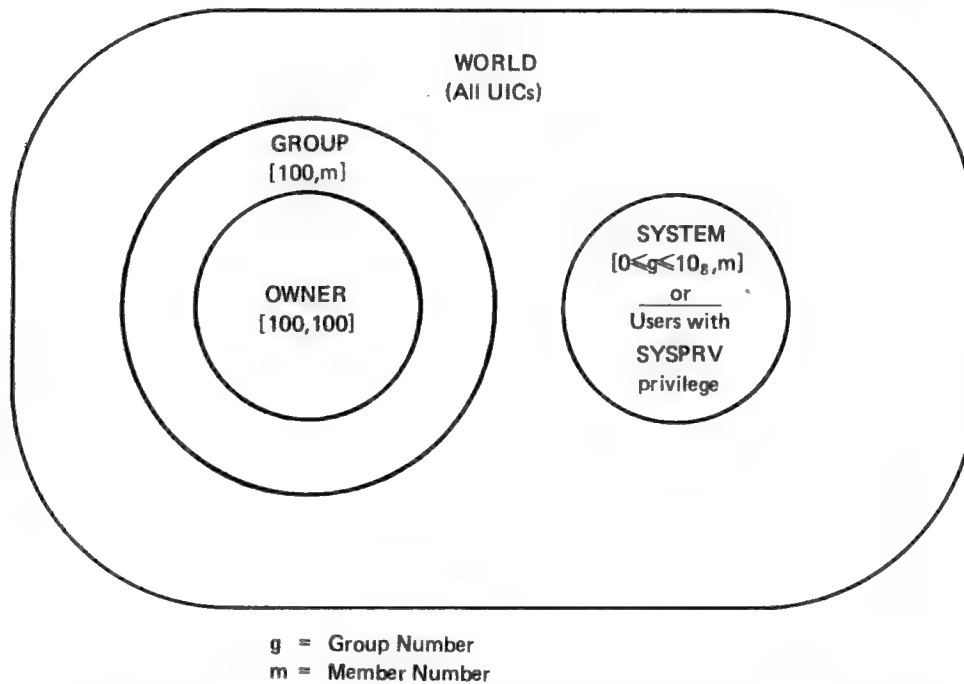 WORLD
(All UICs)
GROUP
[100,m]
OWNER
[100,100]
SYSTEM
[0⩽g⩽10₈,m]
or
Users with
SYSPRV
privilege
g = Group Number
m = Member Number